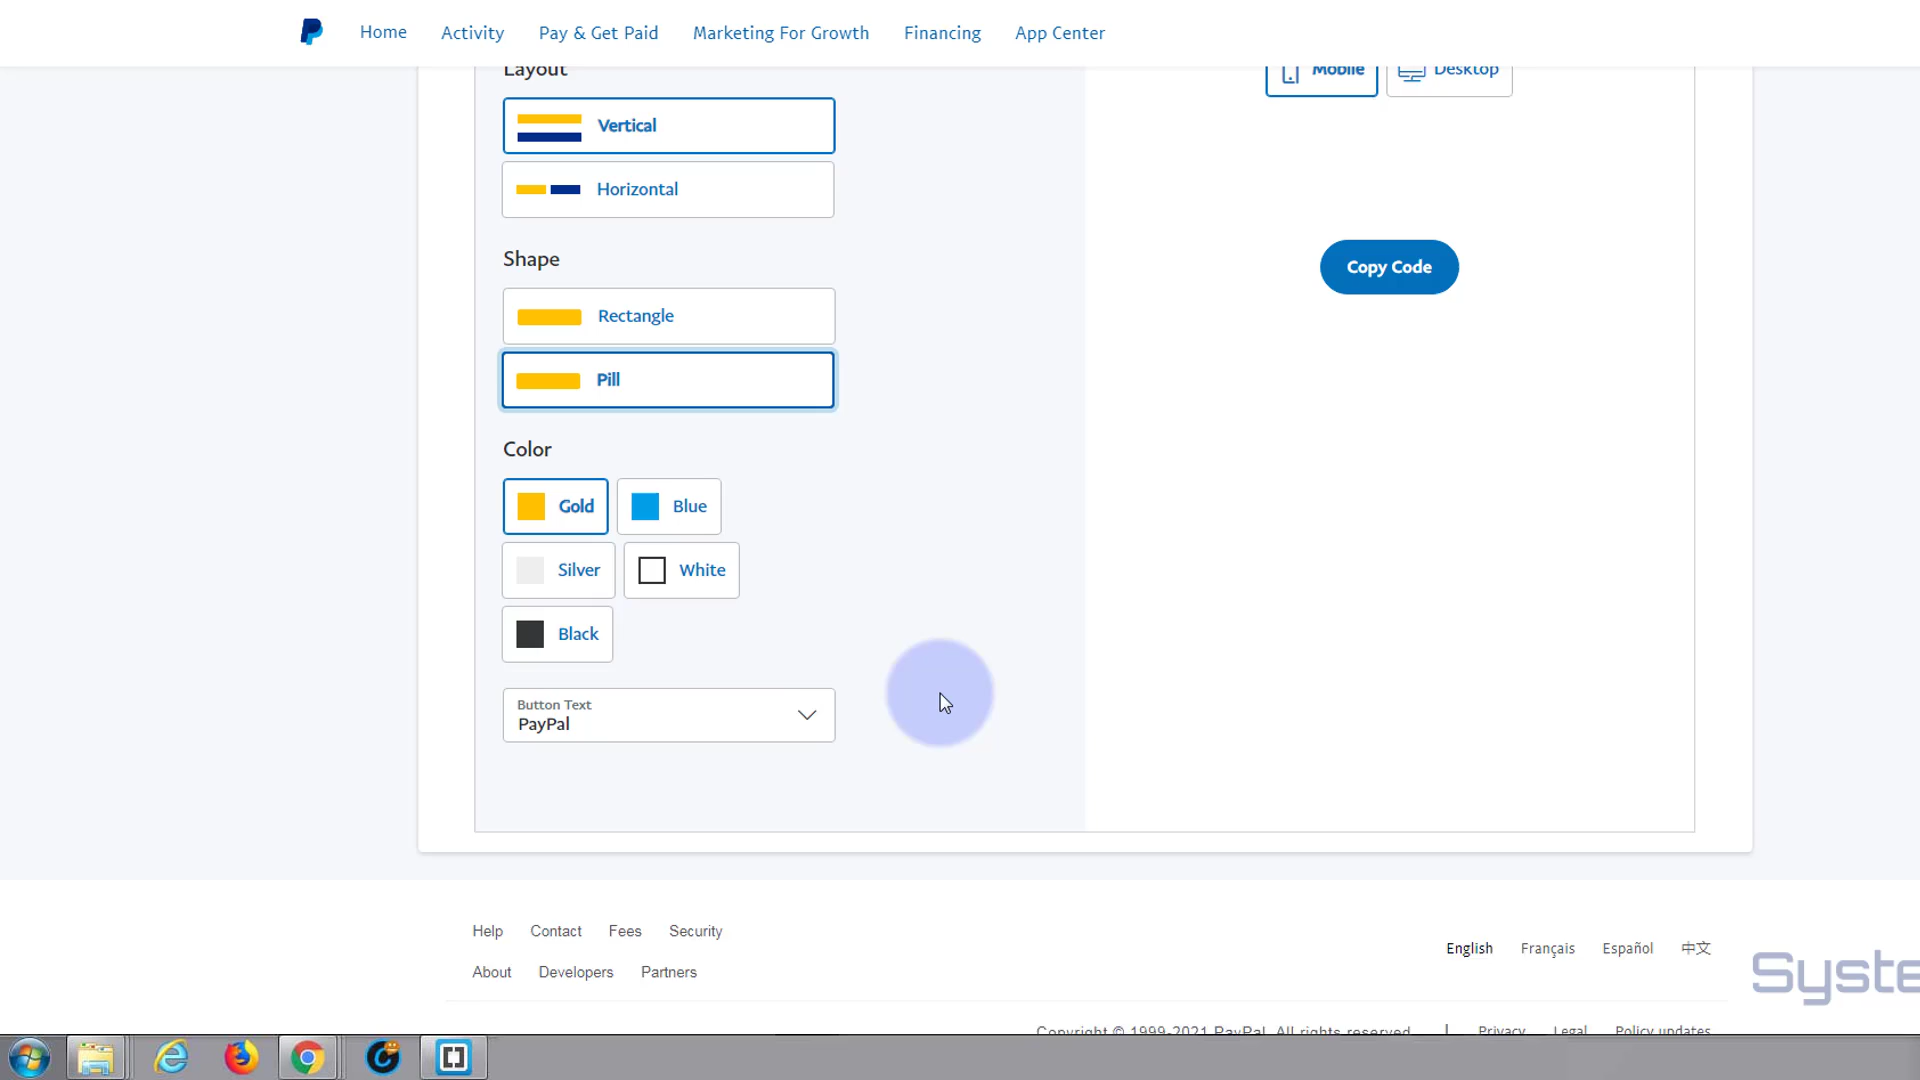 Home Activity Pay & Get Paid Marketing For Growth Financing App Center
Layout
Mobile Desktop
Vertical
Horizontal
Copy Code
Shape
Rectangle
Pill
Color
Gold Blue
Silver White
Black
Button Text
PayPal
Help Contact Fees Security
English Français Español 中文
About Developers Partners
Syste
Copyright © 1999-2021 PayPal. All rights reserved. | Privacy Legal Policy updates